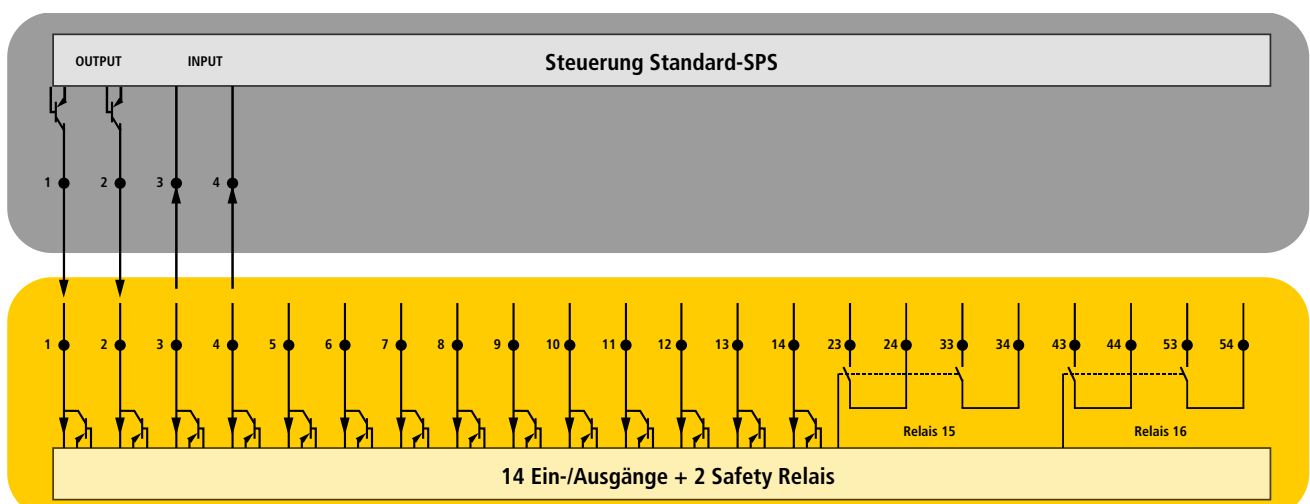 OUTPUT INPUT Steuerung Standard-SPS
1 2 3 4
1 2 3 4 5 6 7 8 9 10 11 12 13 14 23 24 33 34 43 44 53 54
Relais 15 Relais 16
14 Ein-/Ausgänge + 2 Safety Relais